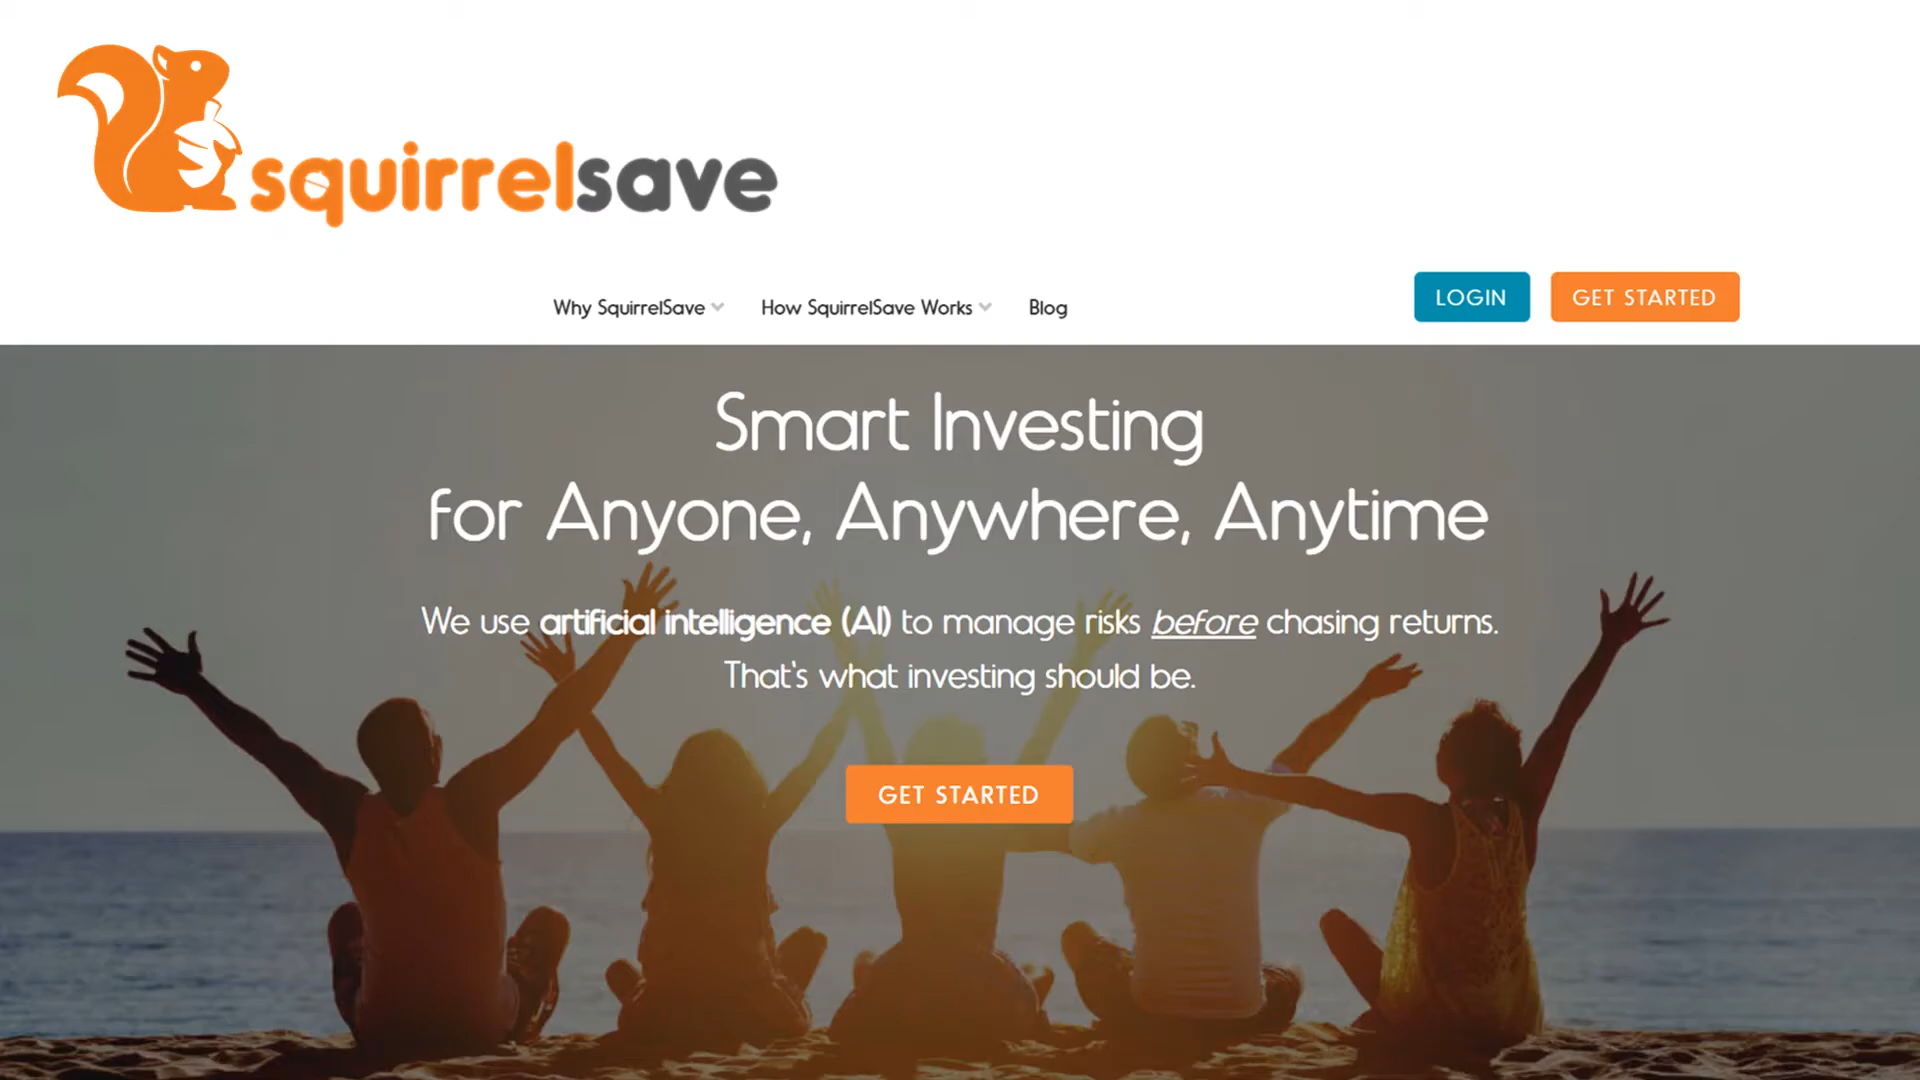 squirrelsave
Why SquirrelSave How SquirrelSave Works Blog LOGIN GET STARTED
Smart Investing
for Anyone, Anywhere, Anytime
We use artificial intelligence (AI) to manage risks before chasing returns.
That's what investing should be.
GET STARTED